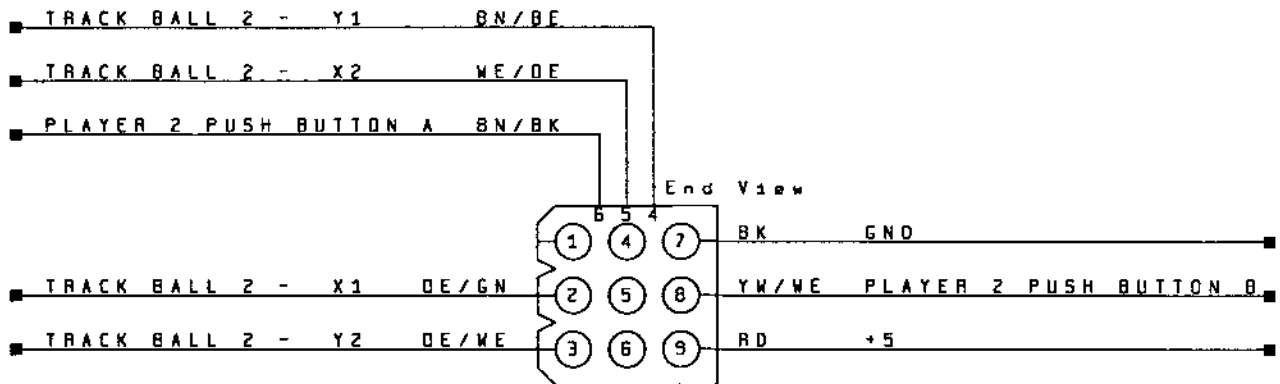 TRACK BALL 2 - Y1 BN/BE
TRACK BALL 2 - X2 WE/OE
PLAYER 2 PUSH BUTTON A BN/BK
End View
6 5 4
1 4 7 BK GND
TRACK BALL 2 - X1 OE/GN 2 5 8 YW/WE PLAYER 2 PUSH BUTTON B
TRACK BALL 2 - Y2 OE/WE 3 6 9 RD +5